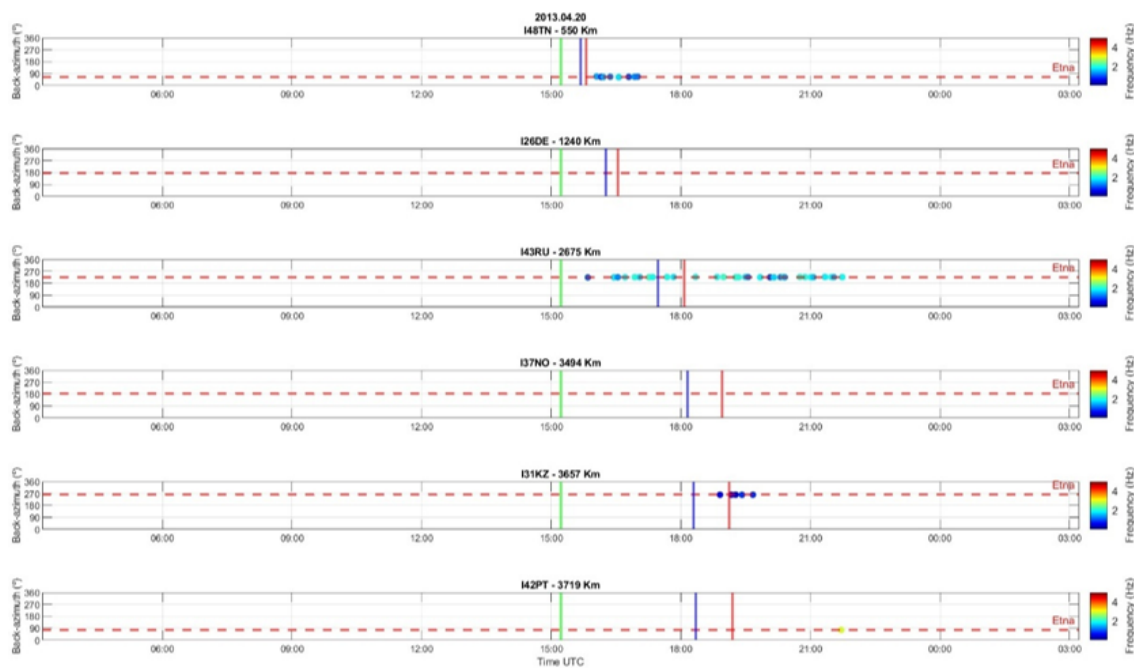 2013.04.20
I48TN - 550 Km
Back-azimuth (°)
360
270
180
90
0
Etna
06:00 09:00 12:00 15:00 18:00 21:00 00:00 03:00
4
2
Frequency (Hz)
I26DE - 1240 Km
Back-azimuth (°)
360
270
180
90
0
Etna
06:00 09:00 12:00 15:00 18:00 21:00 00:00 03:00
4
2
Frequency (Hz)
I43RU - 2675 Km
Back-azimuth (°)
360
270
180
90
0
Etna
06:00 09:00 12:00 15:00 18:00 21:00 00:00 03:00
4
2
Frequency (Hz)
I37NO - 3494 Km
Back-azimuth (°)
360
270
180
90
0
Etna
06:00 09:00 12:00 15:00 18:00 21:00 00:00 03:00
4
2
Frequency (Hz)
I31KZ - 3657 Km
Back-azimuth (°)
360
270
180
90
0
Etna
06:00 09:00 12:00 15:00 18:00 21:00 00:00 03:00
4
2
Frequency (Hz)
I42PT - 3719 Km
Back-azimuth (°)
360
270
180
90
0
Etna
06:00 09:00 12:00 15:00 18:00 21:00 00:00 03:00
4
2
Frequency (Hz)
Time UTC